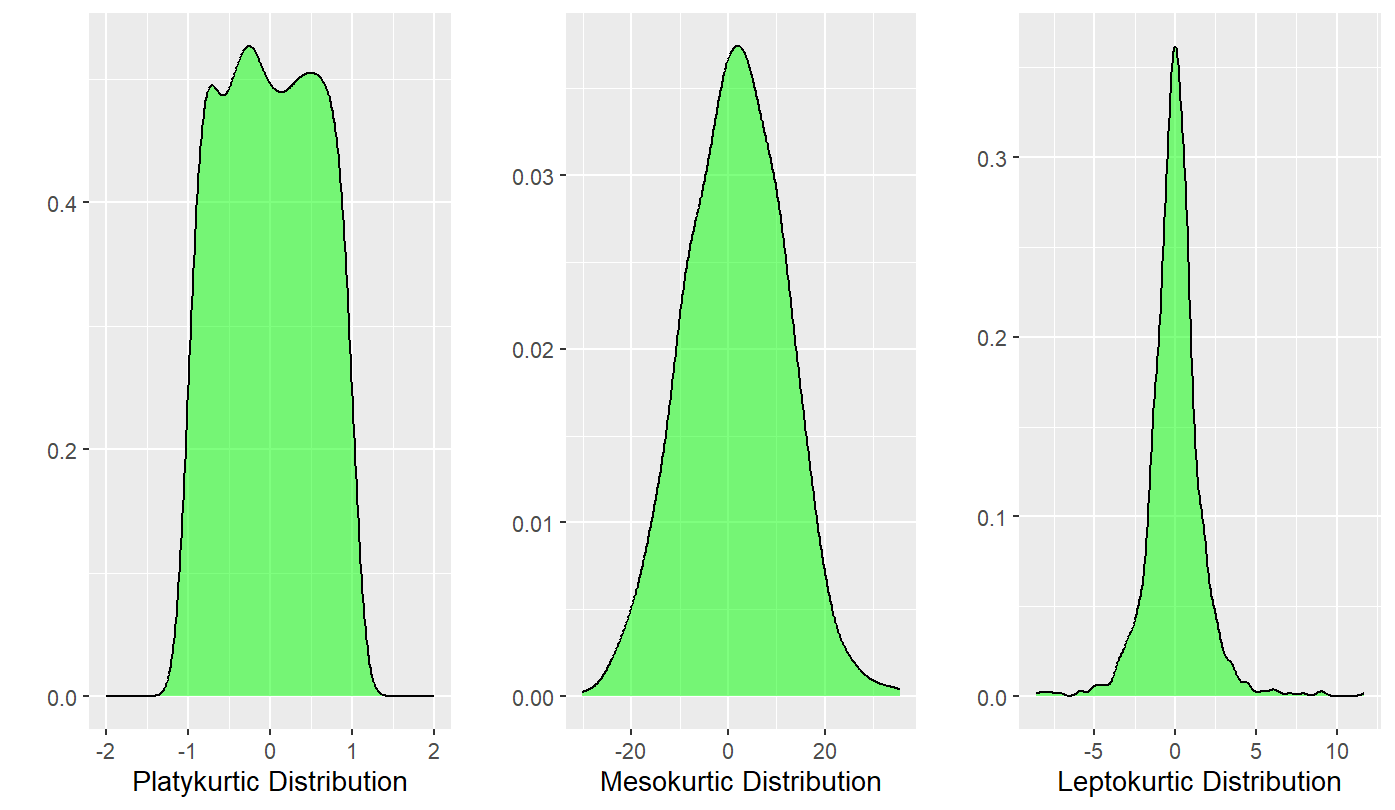 0.4
0.2
0.0
-2 -1 0 1 2
Platykurtic Distribution
0.03
0.02
0.01
0.00
-20 0 20
Mesokurtic Distribution
0.3
0.2
0.1
0.0
-5 0 5 10
Leptokurtic Distribution